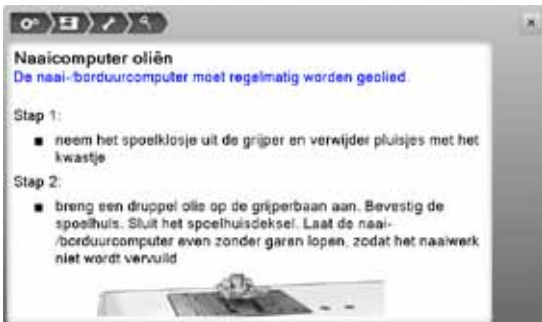 Naaicomputer oliën
De naai-/borduurcomputer moet regelmatig worden geolied.
Stap 1:
■ neem het spoelklosje uit de grijper en verwijder pluisjes met het
kwastje
Stap 2:
■ breng een druppel olie op de grijperbaan aan. Bevestig de
spoelhuls. Sluit het spoelhuisdeksel. Laat de naai-
/borduurcomputer even zonder garen lopen, zodat het naaiwerk
niet wordt vervuild